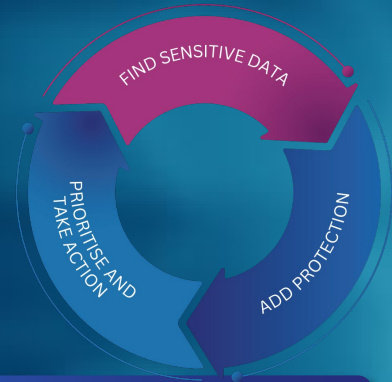 FIND SENSITIVE DATA
ADD PROTECTION
PRIORITISE AND
TAKE ACTION